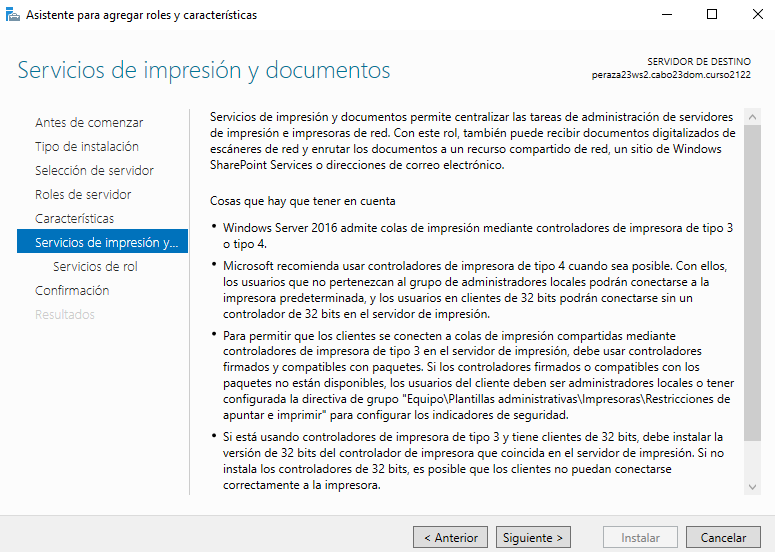 Asistente para agregar roles y características
Servicios de impresión y documentos
SERVIDOR DE DESTINO
peraza23ws2.cabo23dom.curso2122
Antes de comenzar
Tipo de instalación
Selección de servidor
Roles de servidor
Características
Servicios de impresión y...
Servicios de rol
Confirmación
Resultados
Servicios de impresión y documentos permite centralizar las tareas de administración de servidores
de impresión e impresoras de red. Con este rol, también puede recibir documentos digitalizados de
escáneres de red y enrutar los documentos a un recurso compartido de red, un sitio de Windows
SharePoint Services o direcciones de correo electrónico.
Cosas que hay que tener en cuenta
• Windows Server 2016 admite colas de impresión mediante controladores de impresora de tipo 3
o tipo 4.
• Microsoft recomienda usar controladores de impresora de tipo 4 cuando sea posible. Con ellos,
los usuarios que no pertenezcan al grupo de administradores locales podrán conectarse a la
impresora predeterminada, y los usuarios en clientes de 32 bits podrán conectarse sin un
controlador de 32 bits en el servidor de impresión.
• Para permitir que los clientes se conecten a colas de impresión compartidas mediante
controladores de impresora de tipo 3 en el servidor de impresión, debe usar controladores
firmados y compatibles con paquetes. Si los controladores firmados o compatibles con los
paquetes no están disponibles, los usuarios del cliente deben ser administradores locales o tener
configurada la directiva de grupo "Equipo\Plantillas administrativas\Impresoras\Restricciones de
apuntar e imprimir" para configurar los indicadores de seguridad.
• Si está usando controladores de impresora de tipo 3 y tiene clientes de 32 bits, debe instalar la
versión de 32 bits del controlador de impresora que coincida en el servidor de impresión. Si no
instala los controladores de 32 bits, es posible que los clientes no puedan conectarse
correctamente a la impresora.
< Anterior
Siguiente >
Instalar
Cancelar